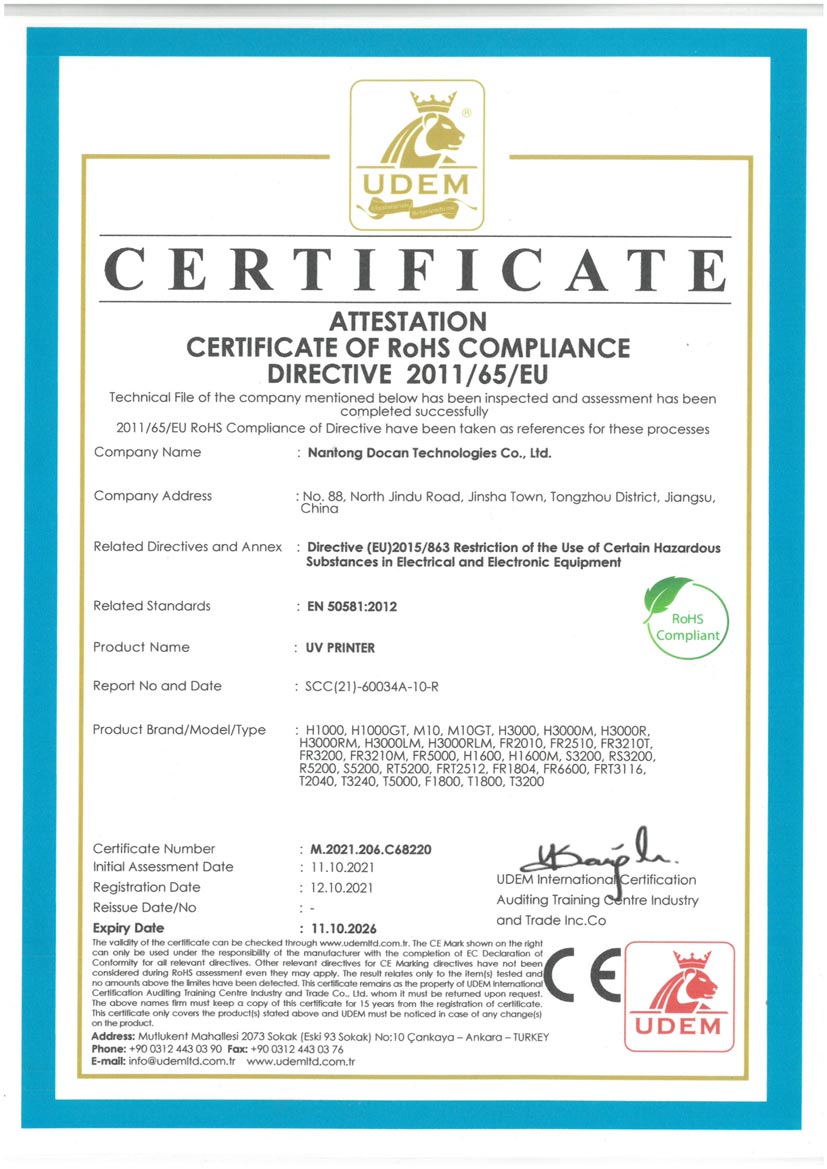 ®
UDEM
Uluslararası Belgelendirme
CERTIFICATE
ATTESTATION
CERTIFICATE OF RoHS COMPLIANCE
DIRECTIVE 2011/65/EU
Technical File of the company mentioned below has been inspected and assessment has been
completed successfully
2011/65/EU RoHS Compliance of Directive have been taken as references for these processes
Company Name : Nantong Docan Technologies Co., Ltd.
Company Address : No. 88, North Jindu Road, Jinsha Town, Tongzhou District, Jiangsu,
China
Related Directives and Annex : Directive (EU)2015/863 Restriction of the Use of Certain Hazardous
Substances in Electrical and Electronic Equipment
Related Standards : EN 50581:2012
RoHS
Compliant
Product Name : UV PRINTER
Report No and Date : SCC(21)-60034A-10-R
Product Brand/Model/Type : H1000, H1000GT, M10, M10GT, H3000, H3000M, H3000R,
H3000RM, H3000LM, H3000RLM, FR2010, FR2510, FR3210T,
FR3200, FR3210M, FR5000, H1600, H1600M, S3200, RS3200,
R5200, S5200, RT5200, FRT2512, FR1804, FR6600, FRT3116,
T2040, T3240, T5000, F1800, T1800, T3200
Certificate Number : M.2021.206.C68220
Initial Assessment Date : 11.10.2021
Registration Date : 12.10.2021
Reissue Date/No : -
Expiry Date : 11.10.2026
UDEM International Certification
Auditing Training Centre Industry
and Trade Inc.Co
The validity of the certificate can be checked through www.udemltd.com.tr. The CE Mark shown on the right
can only be used under the responsibility of the manufacturer with the completion of EC Declaration of
Conformity for all relevant directives. Other relevant directives for CE Marking directives have not been
considered during RoHS assessment even they may apply. The result relates only to the item(s) tested and
no amounts above the limites have been detected. This certificate remains as the property of UDEM International
Certification Auditing Training Centre Industry and Trade Co., Ltd. whom it must be returned upon request.
The above names firm must keep a copy of this certificate for 15 years from the registration of certificate.
This certificate only covers the product(s) stated above and UDEM must be noticed in case of any change(s)
on the product.
CE
UDEM
Address: Mutlukent Mahallesi 2073 Sokak (Eski 93 Sokak) No:10 Çankaya – Ankara – TURKEY
Phone: +90 0312 443 03 90 Fax: +90 0312 443 03 76
E-mail: info@udemltd.com.tr www.udemltd.com.tr